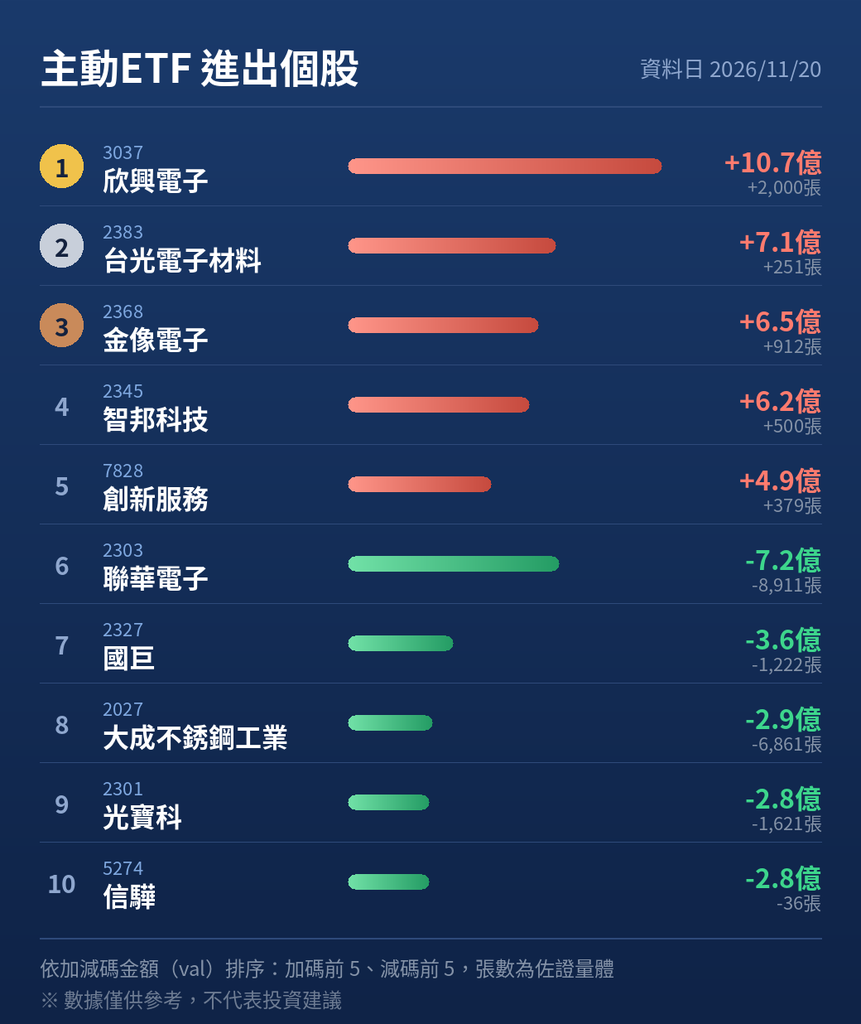 主動ETF 進出個股
資料日 2026/11/20
1
3037
欣興電子
+10.7億
+2,000張
2
2383
台光電子材料
+7.1億
+251張
3
2368
金像電子
+6.5億
+912張
4
2345
智邦科技
+6.2億
+500張
5
7828
創新服務
+4.9億
+379張
6
2303
聯華電子
-7.2億
-8,911張
7
2327
國巨
-3.6億
-1,222張
8
2027
大成不銹鋼工業
-2.9億
-6,861張
9
2301
光寶科
-2.8億
-1,621張
10
5274
信驊
-2.8億
-36張
依加減碼金額（val）排序：加碼前 5、減碼前 5，張數為佐證量體
※ 數據僅供參考，不代表投資建議